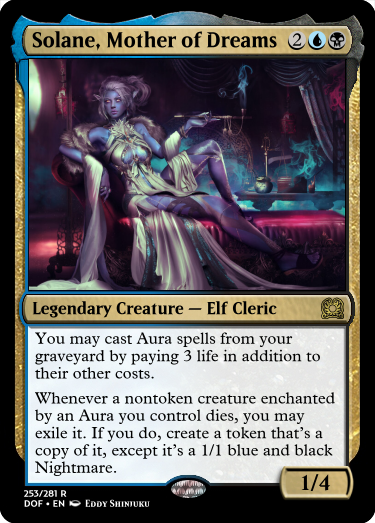 Solane, Mother of Dreams 2
Legendary Creature — Elf Cleric
You may cast Aura spells from your
graveyard by paying 3 life in addition to
their other costs.
Whenever a nontoken creature enchanted
by an Aura you control dies, you may
exile it. If you do, create a token that's a
copy of it, except it's a 1/1 blue and black
Nightmare.
1/4
253/281 R
DOF • EN Eddy Shinjuku